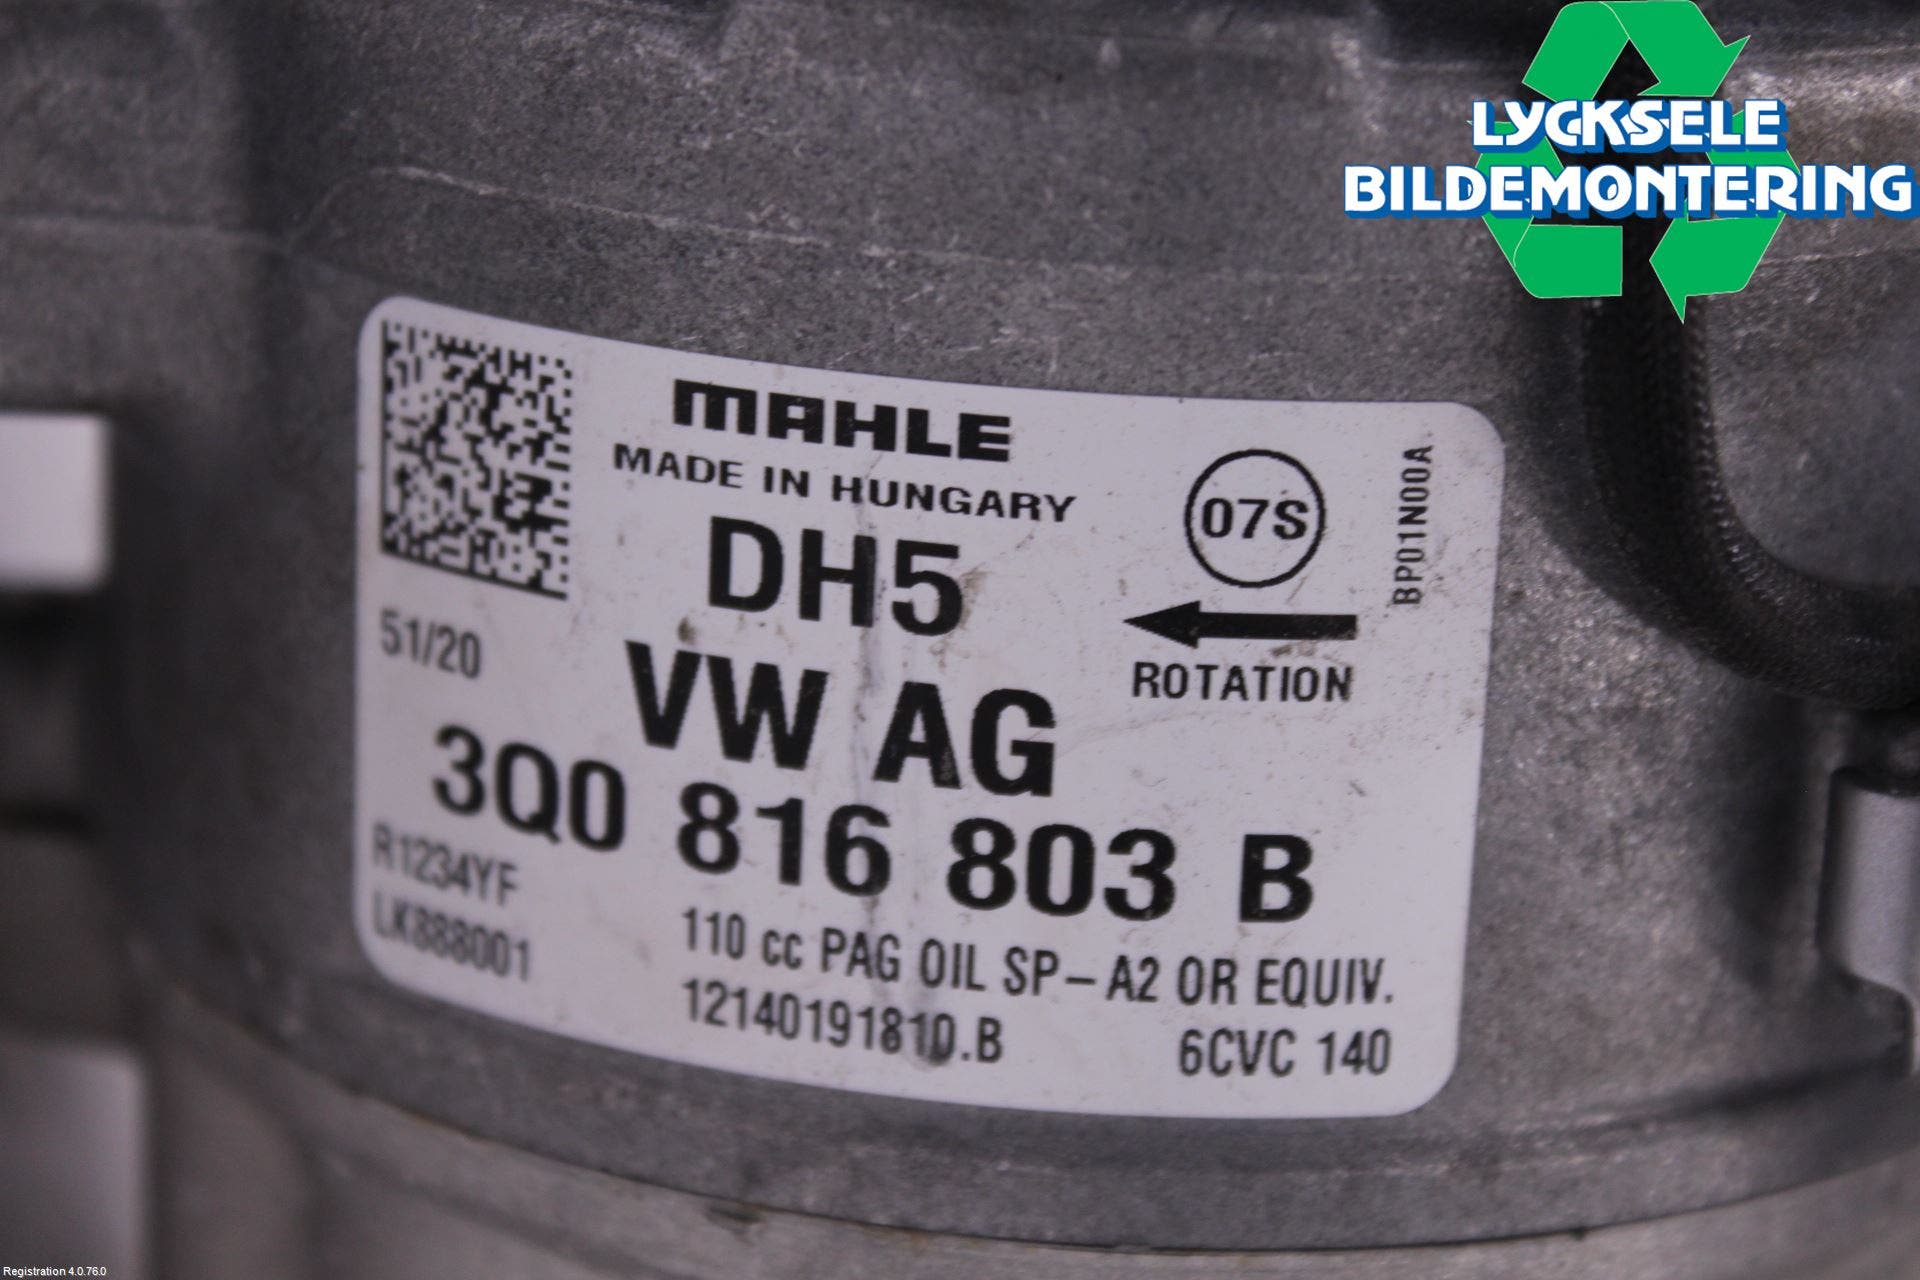 LYCKSELE
BILDEMONTERING
MAHLE
MADE IN HUNGARY
07S
BP01N00A
DH5
ROTATION
51/20
VW AG
3Q0 816 803 B
R1234YF
LK888001
110 cc PAG OIL SP-A2 OR EQUIV.
12140191810.B
6CVC 140
Registration 4.0.76.0